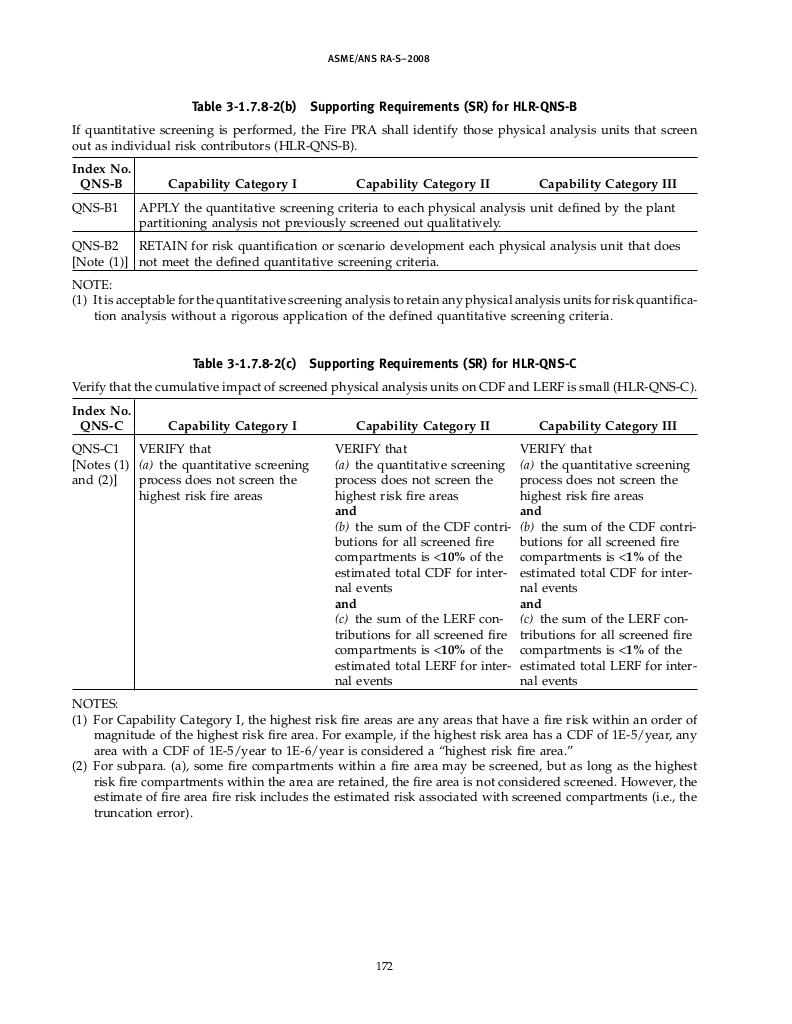 ASME/ANS RA-S–2008
Table 3-1.7.8-2(b) Supporting Requirements (SR) for HLR-QNS-B
If quantitative screening is performed, the Fire PRA shall identify those physical analysis units that screen
out as individual risk contributors (HLR-QNS-B).
Index No.
QNS-B Capability Category I Capability Category II Capability Category III
QNS-B1 APPLY the quantitative screening criteria to each physical analysis unit defined by the plant
partitioning analysis not previously screened out qualitatively.
QNS-B2 RETAIN for risk quantification or scenario development each physical analysis unit that does
[Note (1)] not meet the defined quantitative screening criteria.
NOTE:
(1) It is acceptable for the quantitative screening analysis to retain any physical analysis units for risk quantifica-
tion analysis without a rigorous application of the defined quantitative screening criteria.
Table 3-1.7.8-2(c) Supporting Requirements (SR) for HLR-QNS-C
Verify that the cumulative impact of screened physical analysis units on CDF and LERF is small (HLR-QNS-C).
Index No.
QNS-C Capability Category I Capability Category II Capability Category III
QNS-C1 VERIFY that VERIFY that VERIFY that
[Notes (1) (a) the quantitative screening (a) the quantitative screening (a) the quantitative screening
and (2)] process does not screen the process does not screen the process does not screen the
highest risk fire areas highest risk fire areas highest risk fire areas
and and
(b) the sum of the CDF contri- (b) the sum of the CDF contri-
butions for all screened fire butions for all screened fire
compartments is <10% of the compartments is <1% of the
estimated total CDF for inter- estimated total CDF for inter-
nal events nal events
and and
(c) the sum of the LERF con- (c) the sum of the LERF con-
tributions for all screened fire tributions for all screened fire
compartments is <10% of the compartments is <1% of the
estimated total LERF for inter- estimated total LERF for inter-
nal events nal events
NOTES:
(1) For Capability Category I, the highest risk fire areas are any areas that have a fire risk within an order of
magnitude of the highest risk fire area. For example, if the highest risk area has a CDF of 1E-5/year, any
area with a CDF of 1E-5/year to 1E-6/year is considered a “highest risk fire area.”
(2) For subpara. (a), some fire compartments within a fire area may be screened, but as long as the highest
risk fire compartments within the area are retained, the fire area is not considered screened. However, the
estimate of fire area fire risk includes the estimated risk associated with screened compartments (i.e., the
truncation error).
172